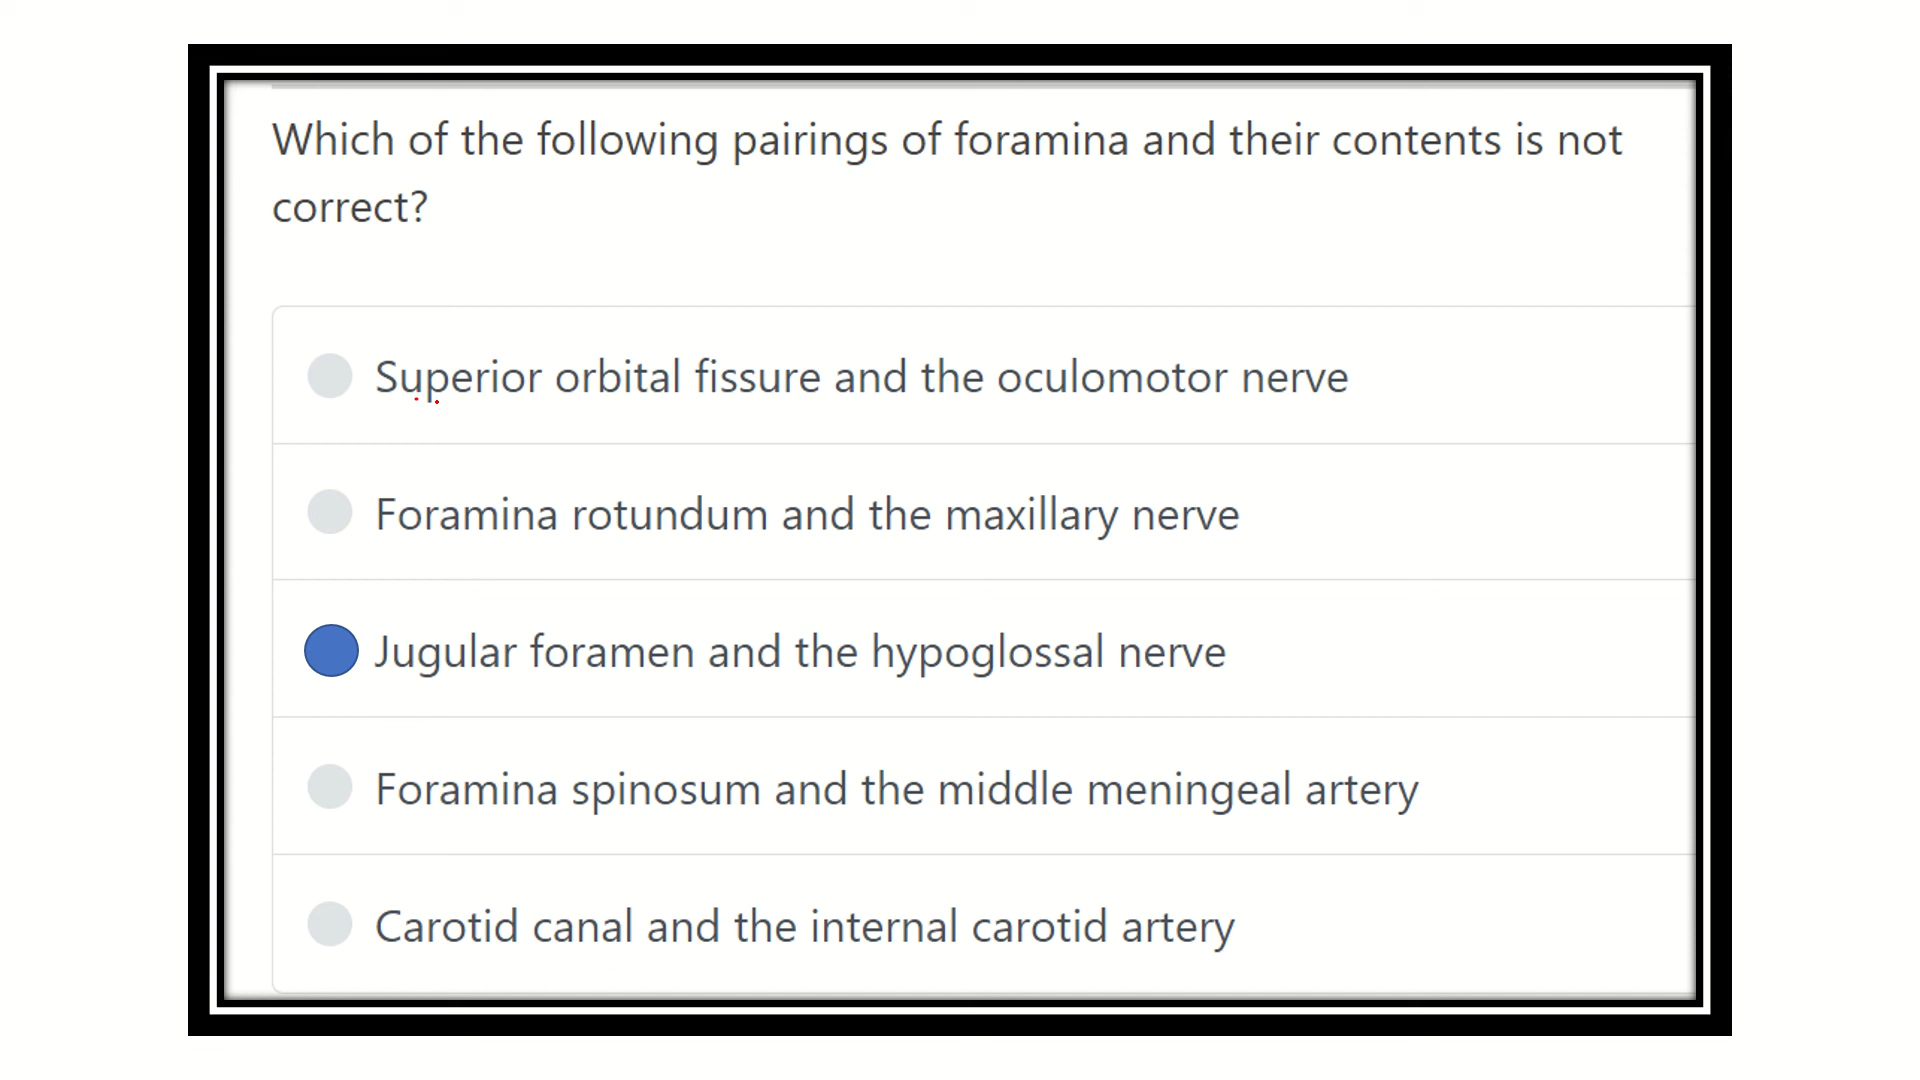 Which of the following pairings of foramina and their contents is not
correct?
Superior orbital fissure and the oculomotor nerve
Foramina rotundum and the maxillary nerve
Jugular foramen and the hypoglossal nerve
Foramina spinosum and the middle meningeal artery
Carotid canal and the internal carotid artery